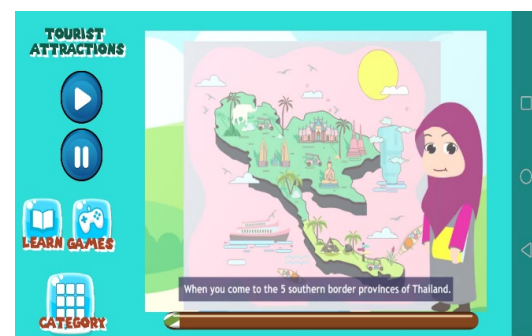 TOURIST
ATTRACTIONS
LEARN GAMES
CATEGORY
When you come to the 5 southern border provinces of Thailand.